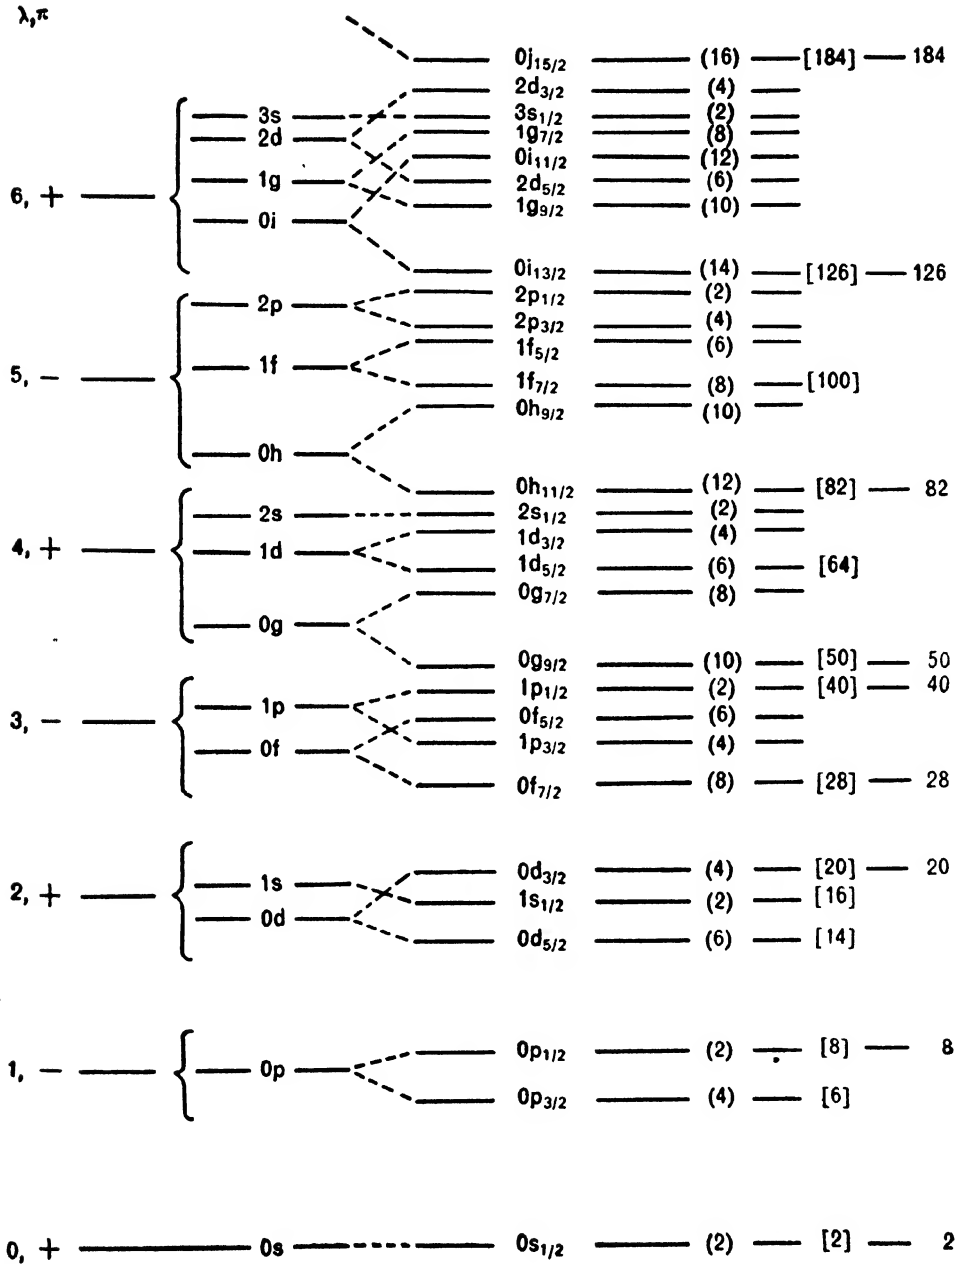 λ,π
0j15/2 (16) [184] 184
2d3/2 (4)
3s 3s1/2 (2)
2d 1g7/2 (8)
0i11/2 (12)
1g 2d5/2 (6)
6, + 1g9/2 (10)
0i
0i13/2 (14) [126] 126
2p 2p1/2 (2)
2p3/2 (4)
1f5/2 (6)
1f
5, − 1f7/2 (8) [100]
0h9/2 (10)
0h
0h11/2 (12) [82] 82
2s 2s1/2 (2)
1d3/2 (4)
4, + 1d
1d5/2 (6) [64]
0g7/2 (8)
0g
0g9/2 (10) [50] 50
1p1/2 (2) [40] 40
1p
3, − 0f5/2 (6)
0f 1p3/2 (4)
0f7/2 (8) [28] 28
0d3/2 (4) [20] 20
1s
2, + 1s1/2 (2) [16]
0d
0d5/2 (6) [14]
0p1/2 (2) [8] 8
1, − 0p
0p3/2 (4) [6]
0, + 0s 0s1/2 (2) [2] 2